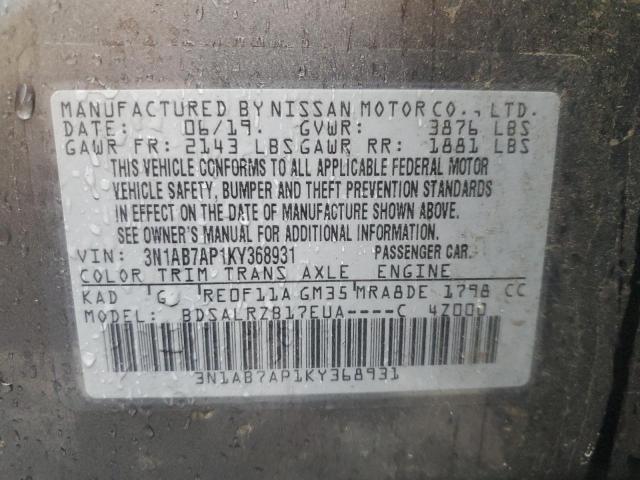 MANUFACTURED BY NISSAN MOTOR CO., LTD.
DATE: 06/19. GVWR: 3876 LBS
GAWR FR: 2143 LBS GAWR RR: 1881 LBS
THIS VEHICLE CONFORMS TO ALL APPLICABLE FEDERAL MOTOR
VEHICLE SAFETY, BUMPER AND THEFT PREVENTION STANDARDS
IN EFFECT ON THE DATE OF MANUFACTURE SHOWN ABOVE.
SEE OWNER'S MANUAL FOR ADDITIONAL INFORMATION.
VIN: 3N1AB7AP1KY368931 PASSENGER CAR.
COLOR TRIM TRANS AXLE ENGINE
KAD G RE0F11A GM35 MRA8DE 1798 CC
MODEL: BDSALRZB17EUA----C 4Z000
3N1AB7AP1KY368931